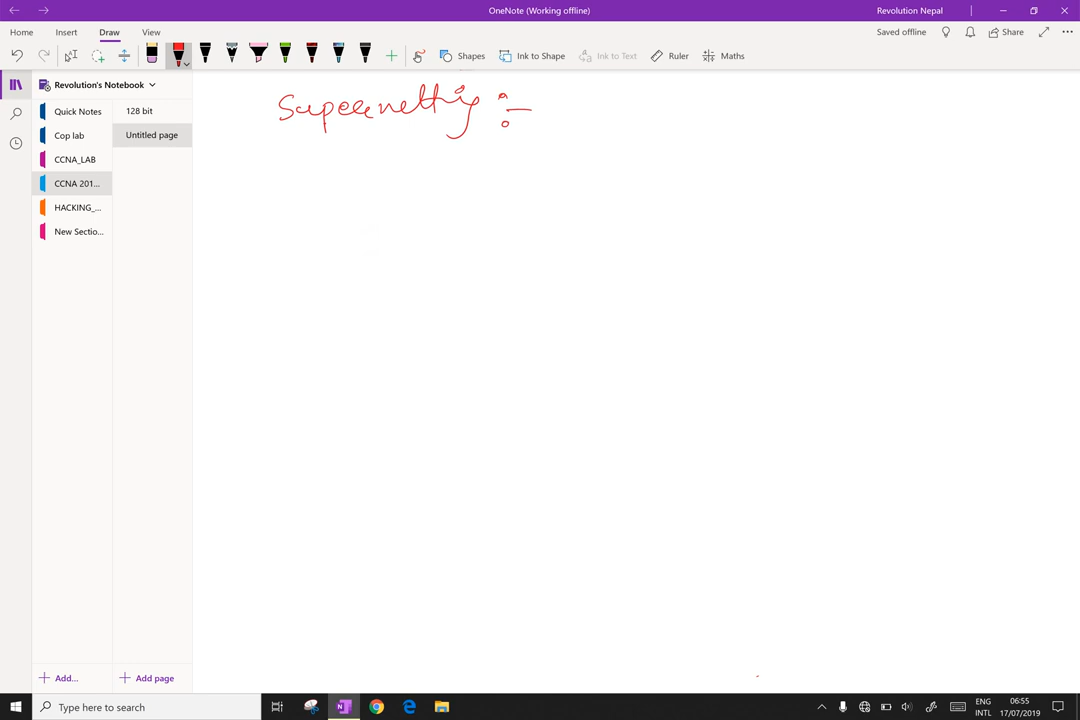 OneNote (Working offline)
Revolution Nepal
Home
Insert
Draw
View
Saved offline
Share
Shapes
Ink to Shape
Ink to Text
Ruler
Maths
Revolution's Notebook
Quick Notes
128 bit
Cop lab
Untitled page
CCNA_LAB
CCNA 201...
HACKING_...
New Sectio...
Supernetting :-
Add...
Add page
Type here to search
ENG
INTL
06:55
17/07/2019